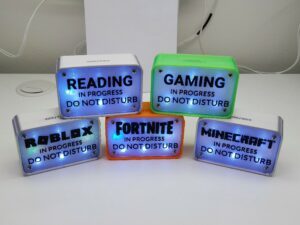 READING
IN PROGRESS
DO NOT DISTURB
GAMING
IN PROGRESS
DO NOT DISTURB
ROBLOX
IN PROGRESS
DO NOT DISTURB
FORTNITE
IN PROGRESS
DO NOT DISTURB
MINECRAFT
IN PROGRESS
DO NOT DISTURB